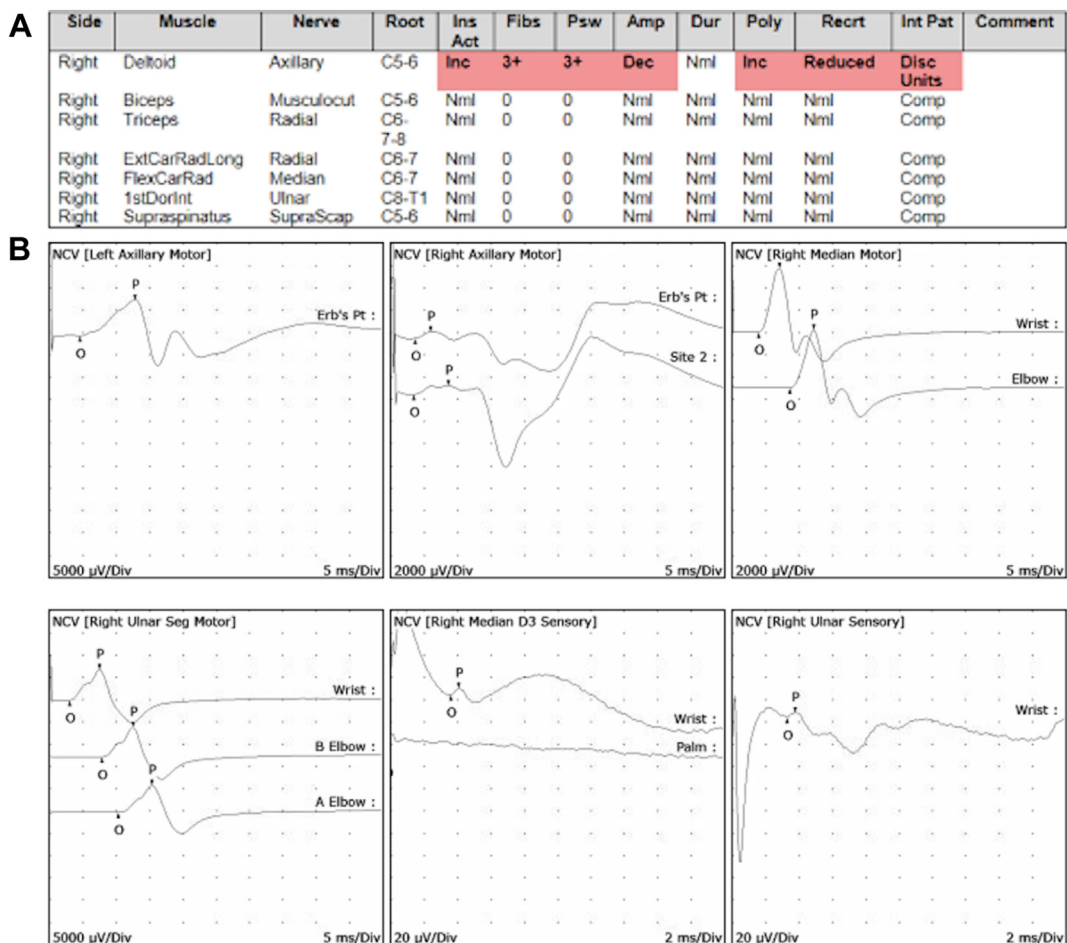 A
Side Muscle Nerve Root Ins Act Fibs Psw Amp Dur Poly Recrt Int Pat Comment
Right Deltoid Axillary C5-6 Inc 3+ 3+ Dec Nml Inc Reduced Disc Units
Right Biceps Musculocut C5-6 Nml 0 0 Nml Nml Nml Nml Comp
Right Triceps Radial C6-7-8 Nml 0 0 Nml Nml Nml Nml Comp
Right ExtCarRadLong Radial C6-7 Nml 0 0 Nml Nml Nml Nml Comp
Right FlexCarRad Median C6-7 Nml 0 0 Nml Nml Nml Nml Comp
Right 1stDorInt Ulnar C8-T1 Nml 0 0 Nml Nml Nml Nml Comp
Right Supraspinatus SupraScap C5-6 Nml 0 0 Nml Nml Nml Nml Comp
B
NCV [Left Axillary Motor]
P
Erb's Pt :
O
5000 µV/Div 5 ms/Div
NCV [Right Axillary Motor]
Erb's Pt :
P
O
Site 2 :
P
O
2000 µV/Div 5 ms/Div
NCV [Right Median Motor]
P
Wrist :
O
P
Elbow :
O
2000 µV/Div 5 ms/Div
NCV [Right Ulnar Seg Motor]
P
Wrist :
O
P
B Elbow :
O
P
A Elbow :
O
5000 µV/Div 5 ms/Div
NCV [Right Median D3 Sensory]
P
O
Wrist :
Palm :
20 µV/Div 2 ms/Div
NCV [Right Ulnar Sensory]
P
Wrist :
O
20 µV/Div 2 ms/Div